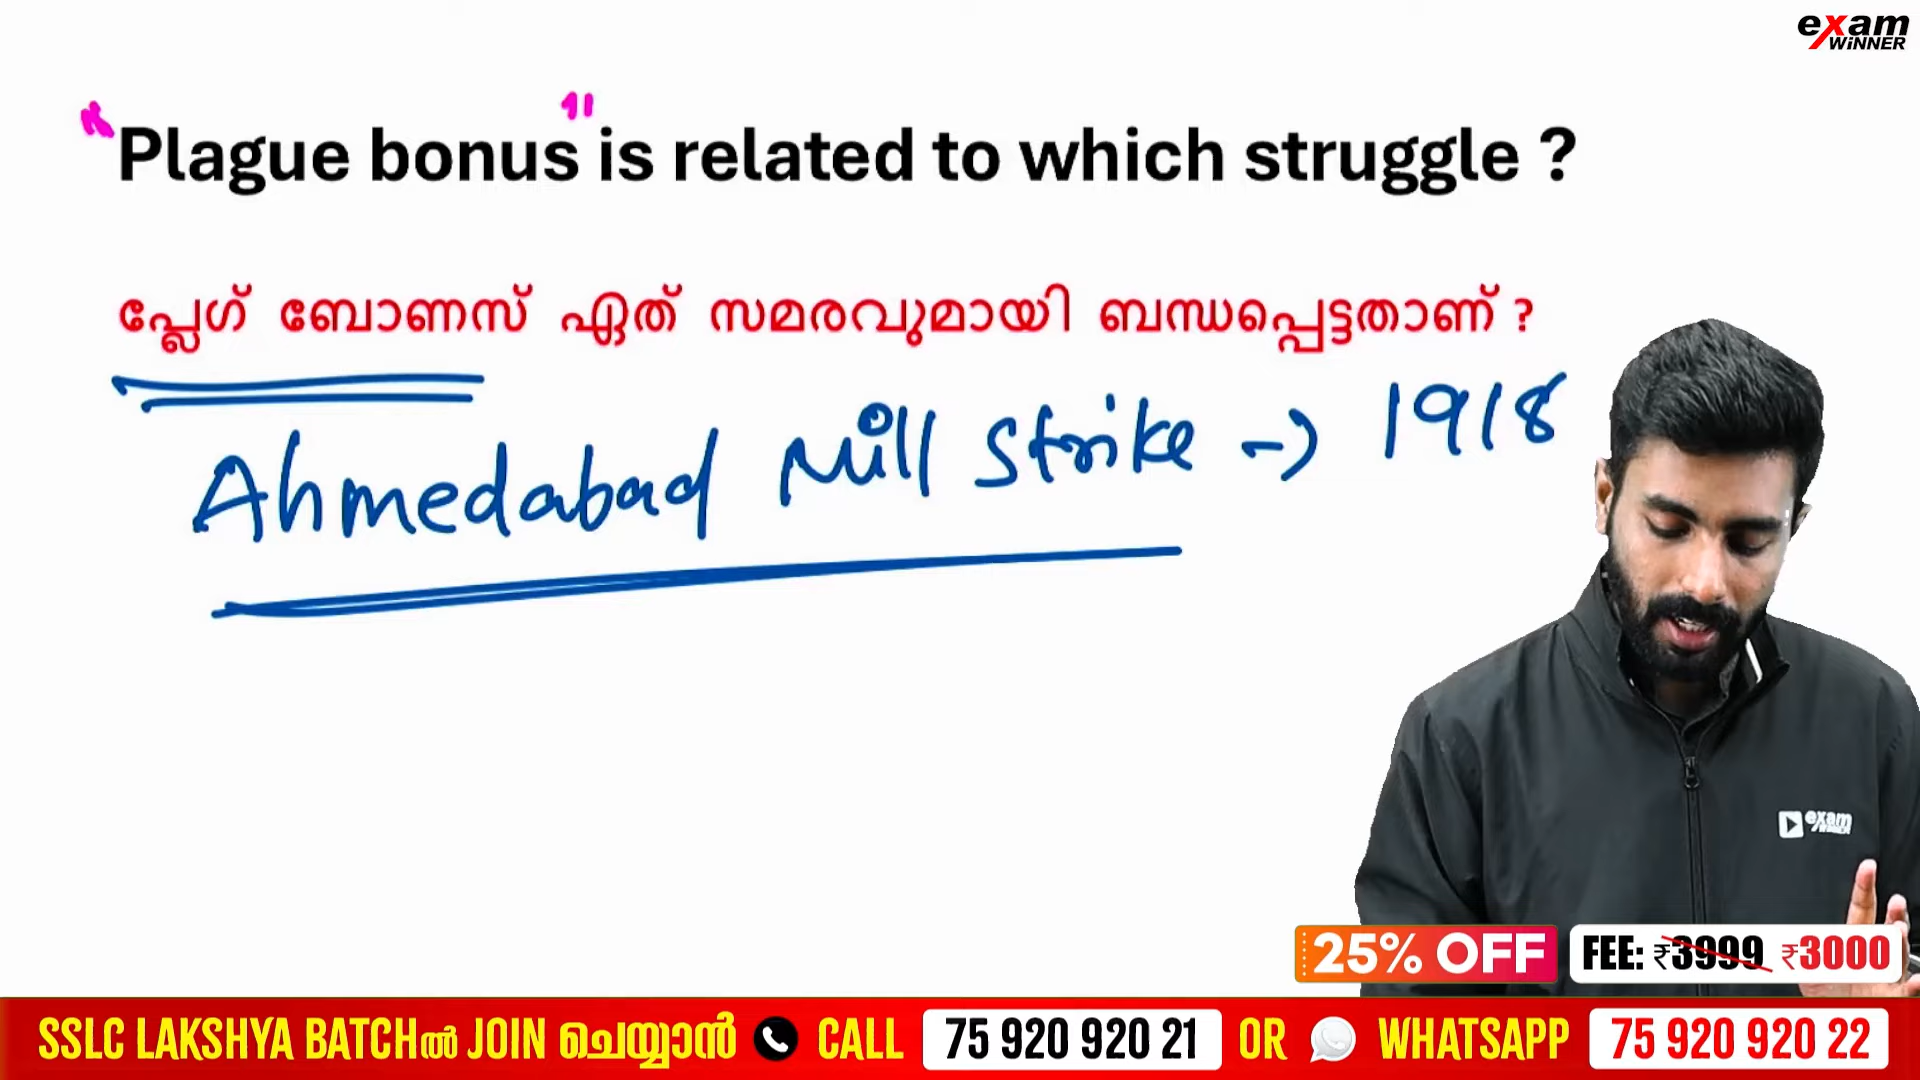 exam
WiNNER
"Plague bonus" is related to which struggle ?
പ്ലേഗ് ബോണസ് ഏത് സമരവുമായി ബന്ധപ്പെട്ടതാണ് ?
Ahmedabad Mill Strike -> 1918
exam
WINNER
25% OFF
FEE: ₹3999 ₹3000
SSLC LAKSHYA BATCHൽ JOIN ചെയ്യാൻ CALL 75 920 920 21 OR WHATSAPP 75 920 920 22